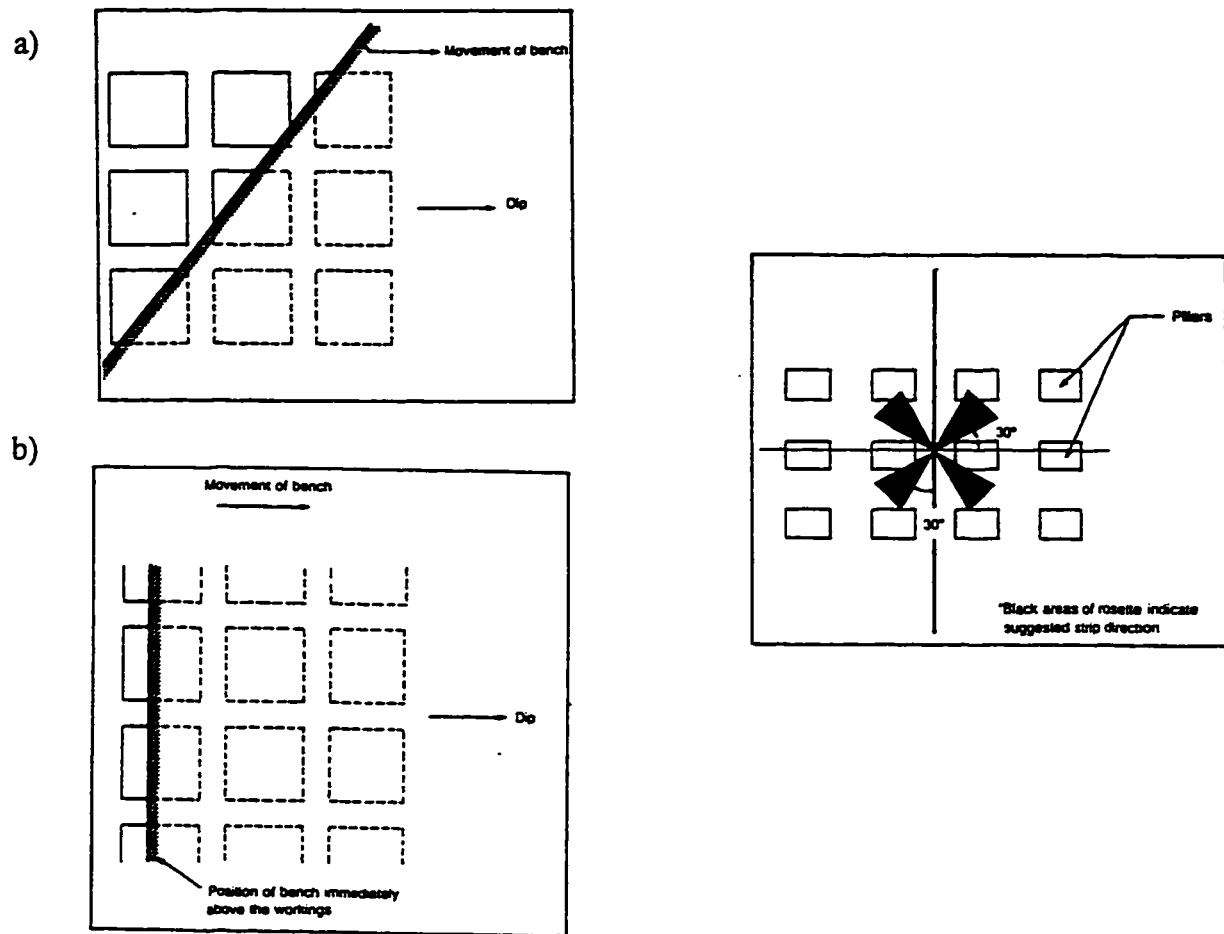 a)
Movement of bench
Dip
b)
Movement of bench
Dip
Position of bench immediately
above the workings
Pillers
30°
30°
"Black areas of rosette indicate
suggested strip direction